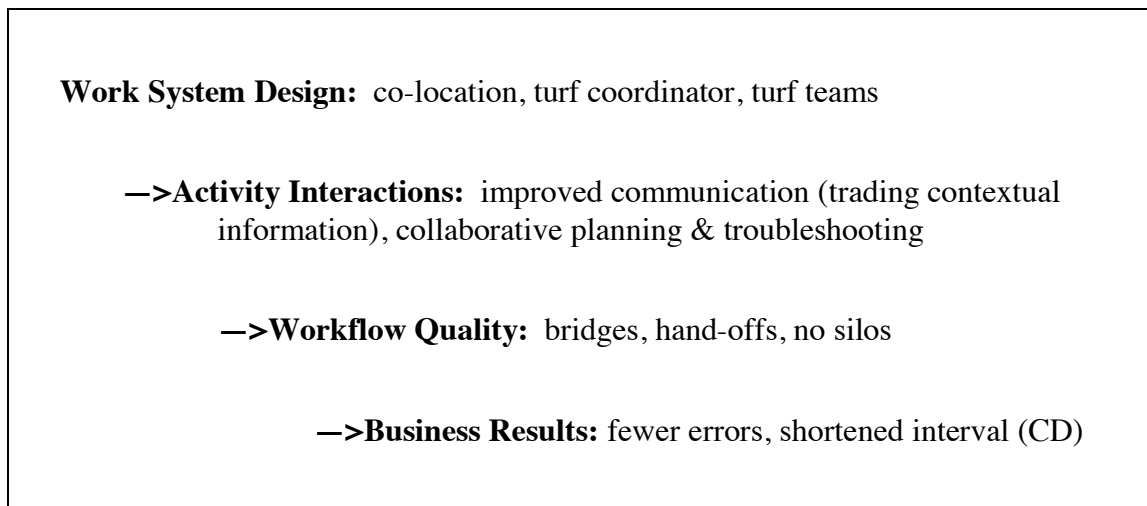 Work System Design: co-location, turf coordinator, turf teams
—>Activity Interactions: improved communication (trading contextual
information), collaborative planning & troubleshooting
—>Workflow Quality: bridges, hand-offs, no silos
—>Business Results: fewer errors, shortened interval (CD)